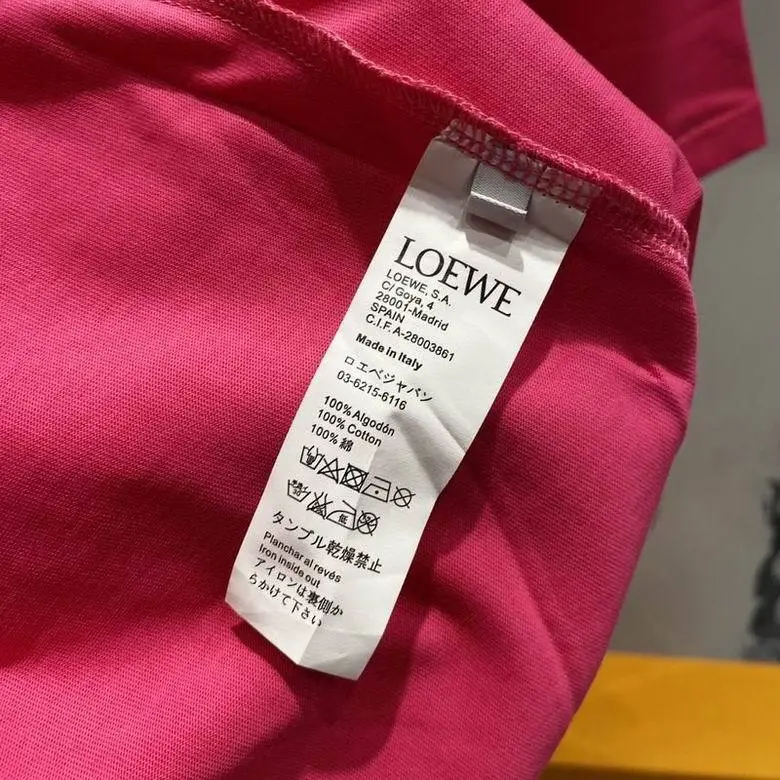 LOEWE
LOEWE, S.A.
C/ Goya, 4
28001-Madrid
SPAIN
C.I.F. A-28003861
Made in Italy
ロエベジャパン
03-6215-6116
100% Algodón
100% Cotton
100% 綿
低
タンブル乾燥禁止
Planchar al revés
Iron inside out
アイロンは裏側か
らかけて下さい